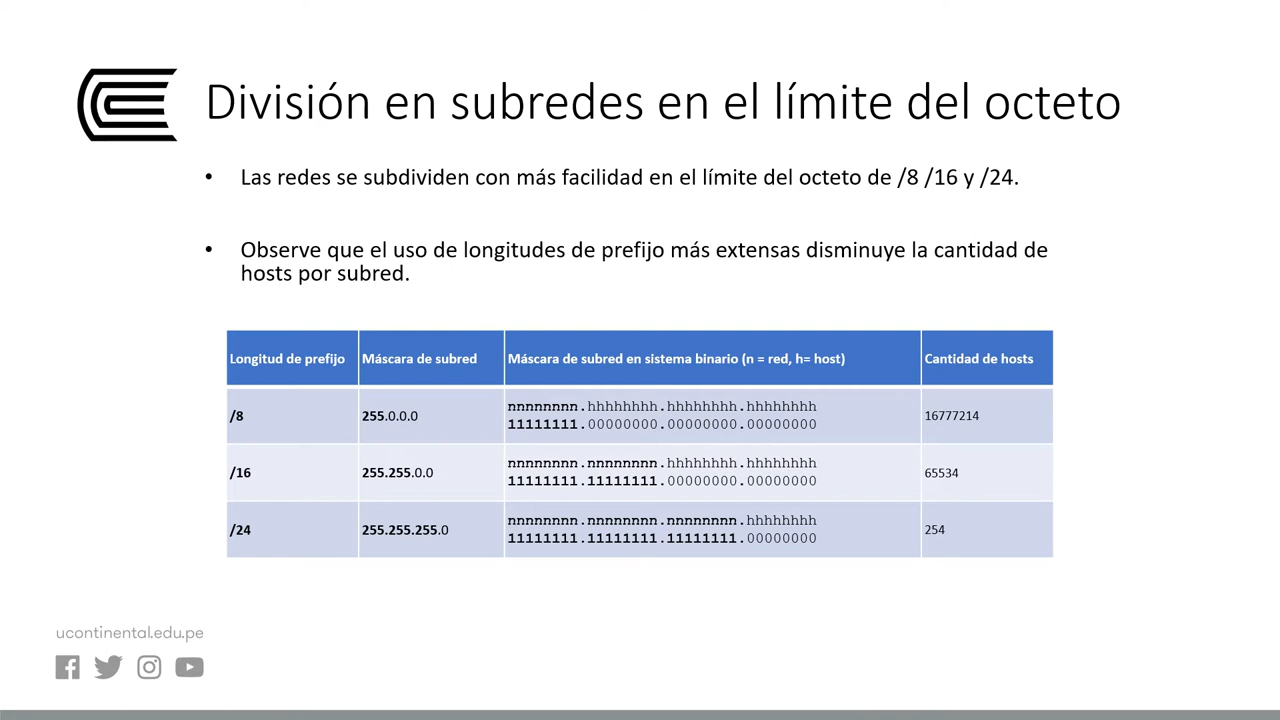 División en subredes en el límite del octeto
• Las redes se subdividen con más facilidad en el límite del octeto de /8 /16 y /24.
• Observe que el uso de longitudes de prefijo más extensas disminuye la cantidad de
hosts por subred.
Longitud de prefijo Máscara de subred Máscara de subred en sistema binario (n = red, h= host) Cantidad de hosts
/8 255.0.0.0 nnnnnnnn.hhhhhhhh.hhhhhhhh.hhhhhhhh 16777214
11111111.00000000.00000000.00000000
/16 255.255.0.0 nnnnnnnn.nnnnnnnn.hhhhhhhh.hhhhhhhh 65534
11111111.11111111.00000000.00000000
/24 255.255.255.0 nnnnnnnn.nnnnnnnn.nnnnnnnn.hhhhhhhh 254
11111111.11111111.11111111.00000000
ucontinental.edu.pe